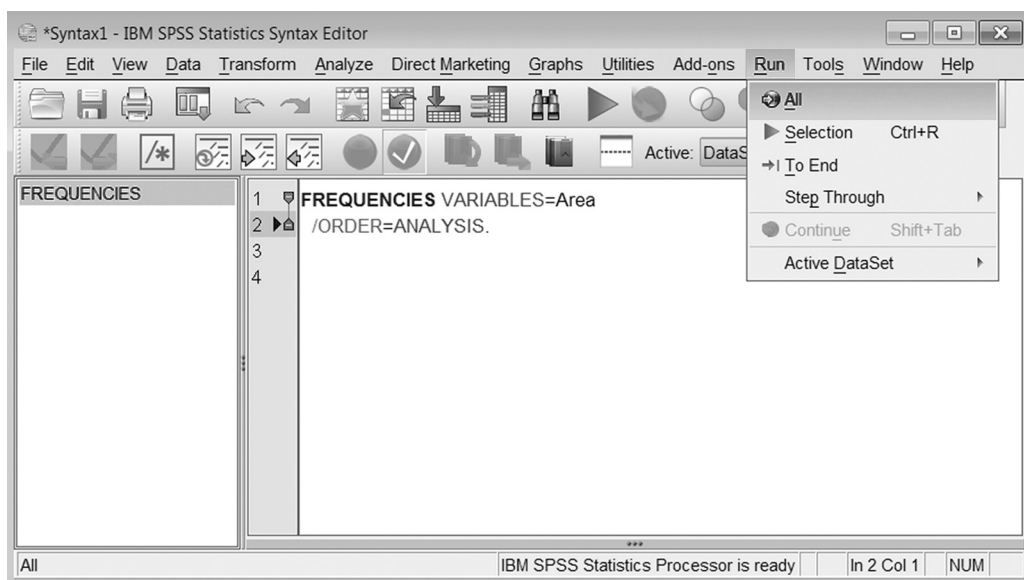 *Syntax1 - IBM SPSS Statistics Syntax Editor
File Edit View Data Transform Analyze Direct Marketing Graphs Utilities Add-ons Run Tools Window Help
All
Selection Ctrl+R
To End
Step Through
Continue Shift+Tab
Active DataSet
/*
Active: DataS
FREQUENCIES
1 FREQUENCIES VARIABLES=Area
2 /ORDER=ANALYSIS.
3
4
All IBM SPSS Statistics Processor is ready In 2 Col 1 NUM